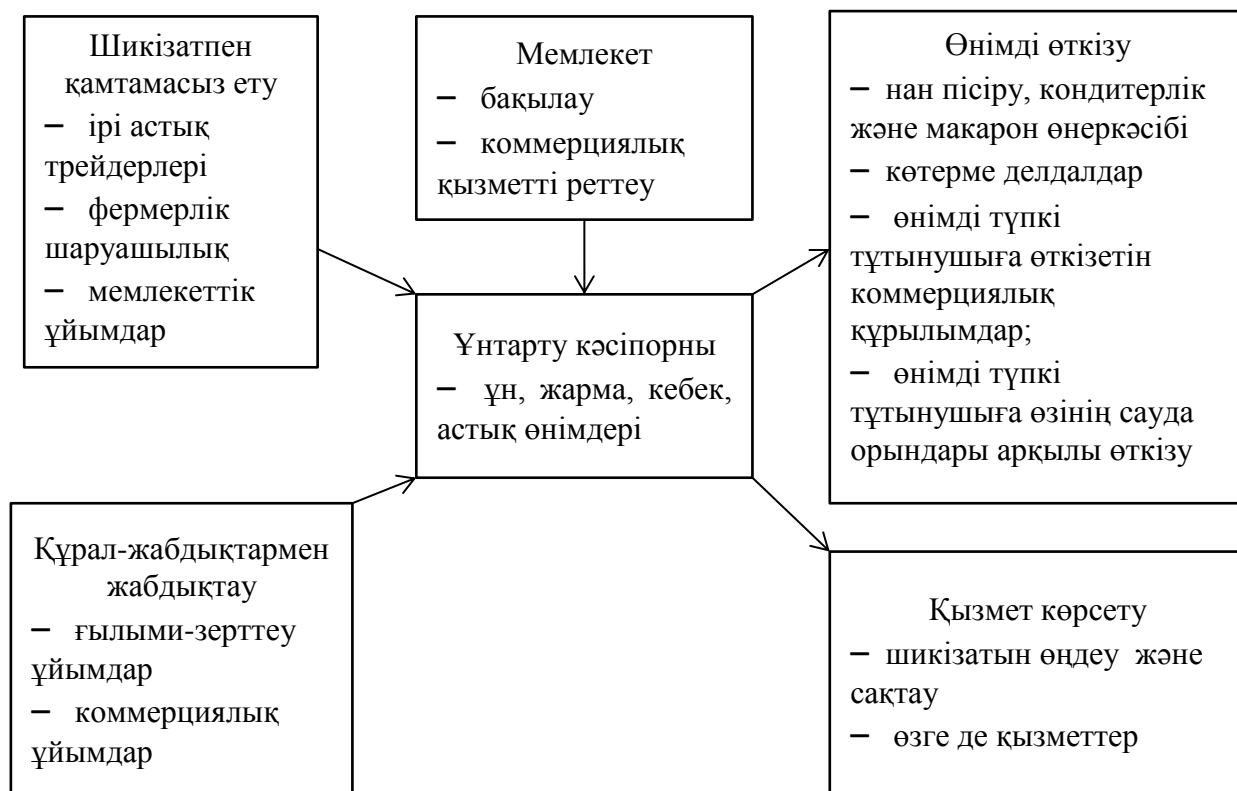 Шикізатпен
қамтамасыз ету
– ірі астық
трейдерлері
– фермерлік
шаруашылық
– мемлекеттік
ұйымдар
Мемлекет
– бақылау
– коммерциялық
қызметті реттеу
Өнімді өткізу
– нан пісіру, кондитерлік
және макарон өнеркәсібі
– көтерме делдалдар
– өнімді түпкі
тұтынушыға өткізетін
коммерциялық
құрылымдар;
– өнімді түпкі
тұтынушыға өзінің сауда
орындары арқылы өткізу
Ұнтарту кәсіпорны
– ұн, жарма, кебек,
астық өнімдері
Құрал-жабдықтармен
жабдықтау
– ғылыми-зерттеу
ұйымдар
– коммерциялық
ұйымдар
Қызмет көрсету
– шикізатын өңдеу және
сақтау
– өзге де қызметтер